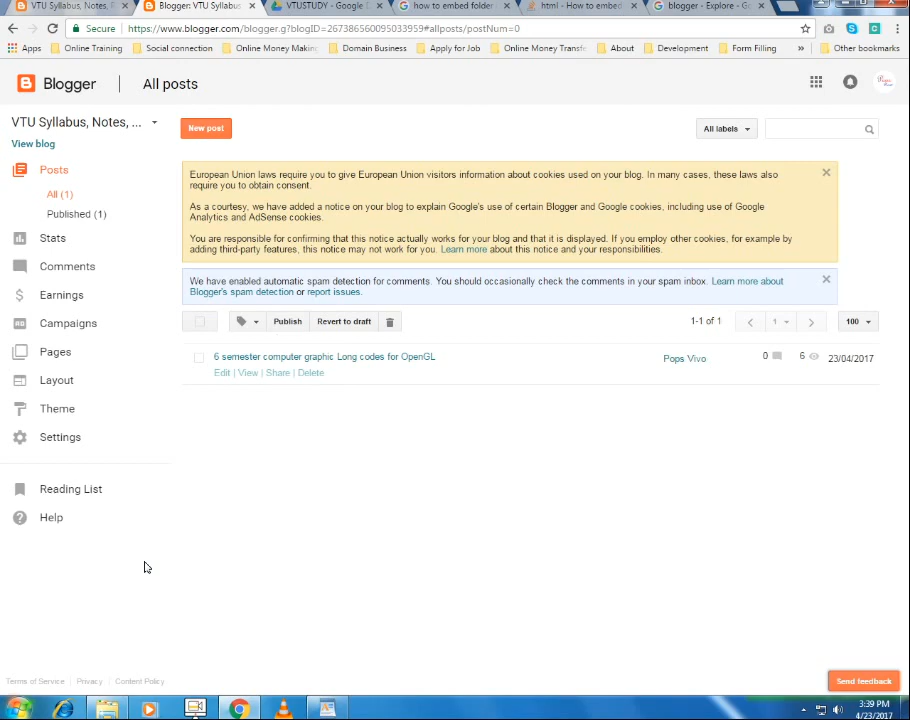 VTU Syllabus, Notes, F
Blogger: VTU Syllabus
VTUSTUDY - Google D
how to embed folder
html - How to embed
blogger - Explore - Go
Secure | https://www.blogger.com/blogger.g?blogID=267386560095033959#allposts/postNum=0
Apps Online Training Social connection Online Money Making Domain Business Apply for Job Online Money Transfe About Development Form Filling » Other bookmarks
Blogger | All posts
VTU Syllabus, Notes, ...
View blog
New post
All labels
Posts
All (1)
Published (1)
Stats
Comments
Earnings
Campaigns
Pages
Layout
Theme
Settings
Reading List
Help
European Union laws require you to give European Union visitors information about cookies used on your blog. In many cases, these laws also
require you to obtain consent.
As a courtesy, we have added a notice on your blog to explain Google's use of certain Blogger and Google cookies, including use of Google
Analytics and AdSense cookies.
You are responsible for confirming that this notice actually works for your blog and that it is displayed. If you employ other cookies, for example by
adding third-party features, this notice may not work for you. Learn more about this notice and your responsibilities.
We have enabled automatic spam detection for comments. You should occasionally check the comments in your spam inbox. Learn more about
Blogger's spam detection or report issues.
Publish Revert to draft 1-1 of 1 1 100
6 semester computer graphic Long codes for OpenGL Pops Vivo 0 6 23/04/2017
Edit | View | Share | Delete
Terms of Service | Privacy | Content Policy
Send feedback
3:39 PM
4/23/2017